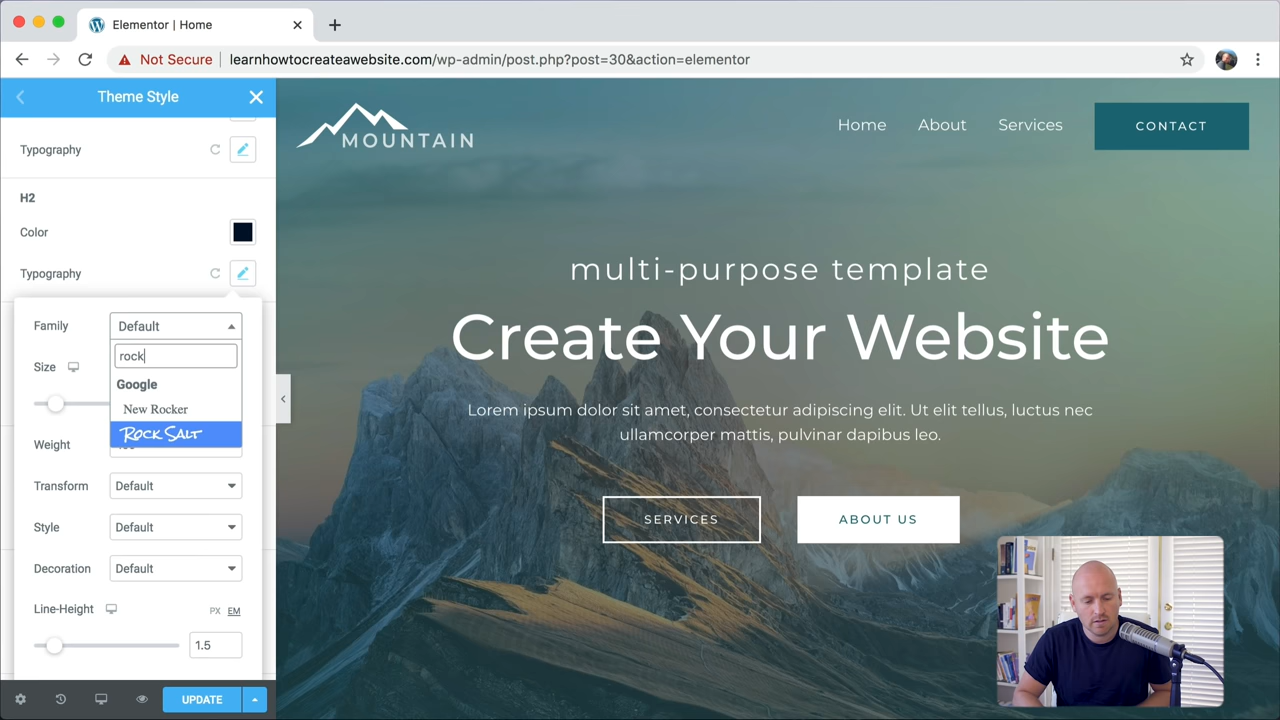 Elementor | Home
Not Secure | learnhowtocreateawebsite.com/wp-admin/post.php?post=30&action=elementor
Theme Style
Typography
H2
Color
Typography
Family
Default
rock
Size
Google
New Rocker
Rock Salt
Weight
Transform
Default
Style
Default
Decoration
Default
Line-Height
PX EM
1.5
UPDATE
MOUNTAIN
Home
About
Services
CONTACT
multi-purpose template
Create Your Website
Lorem ipsum dolor sit amet, consectetur adipiscing elit. Ut elit tellus, luctus nec
ullamcorper mattis, pulvinar dapibus leo.
SERVICES
ABOUT US